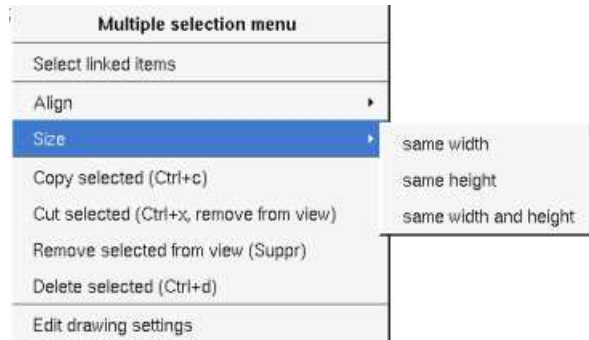 Multiple selection menu
Select linked items
Align
Size
same width
same height
same width and height
Copy selected (Ctrl+c)
Cut selected (Ctrl+x, remove from view)
Remove selected from view (Suppr)
Delete selected (Ctrl+d)
Edit drawing settings